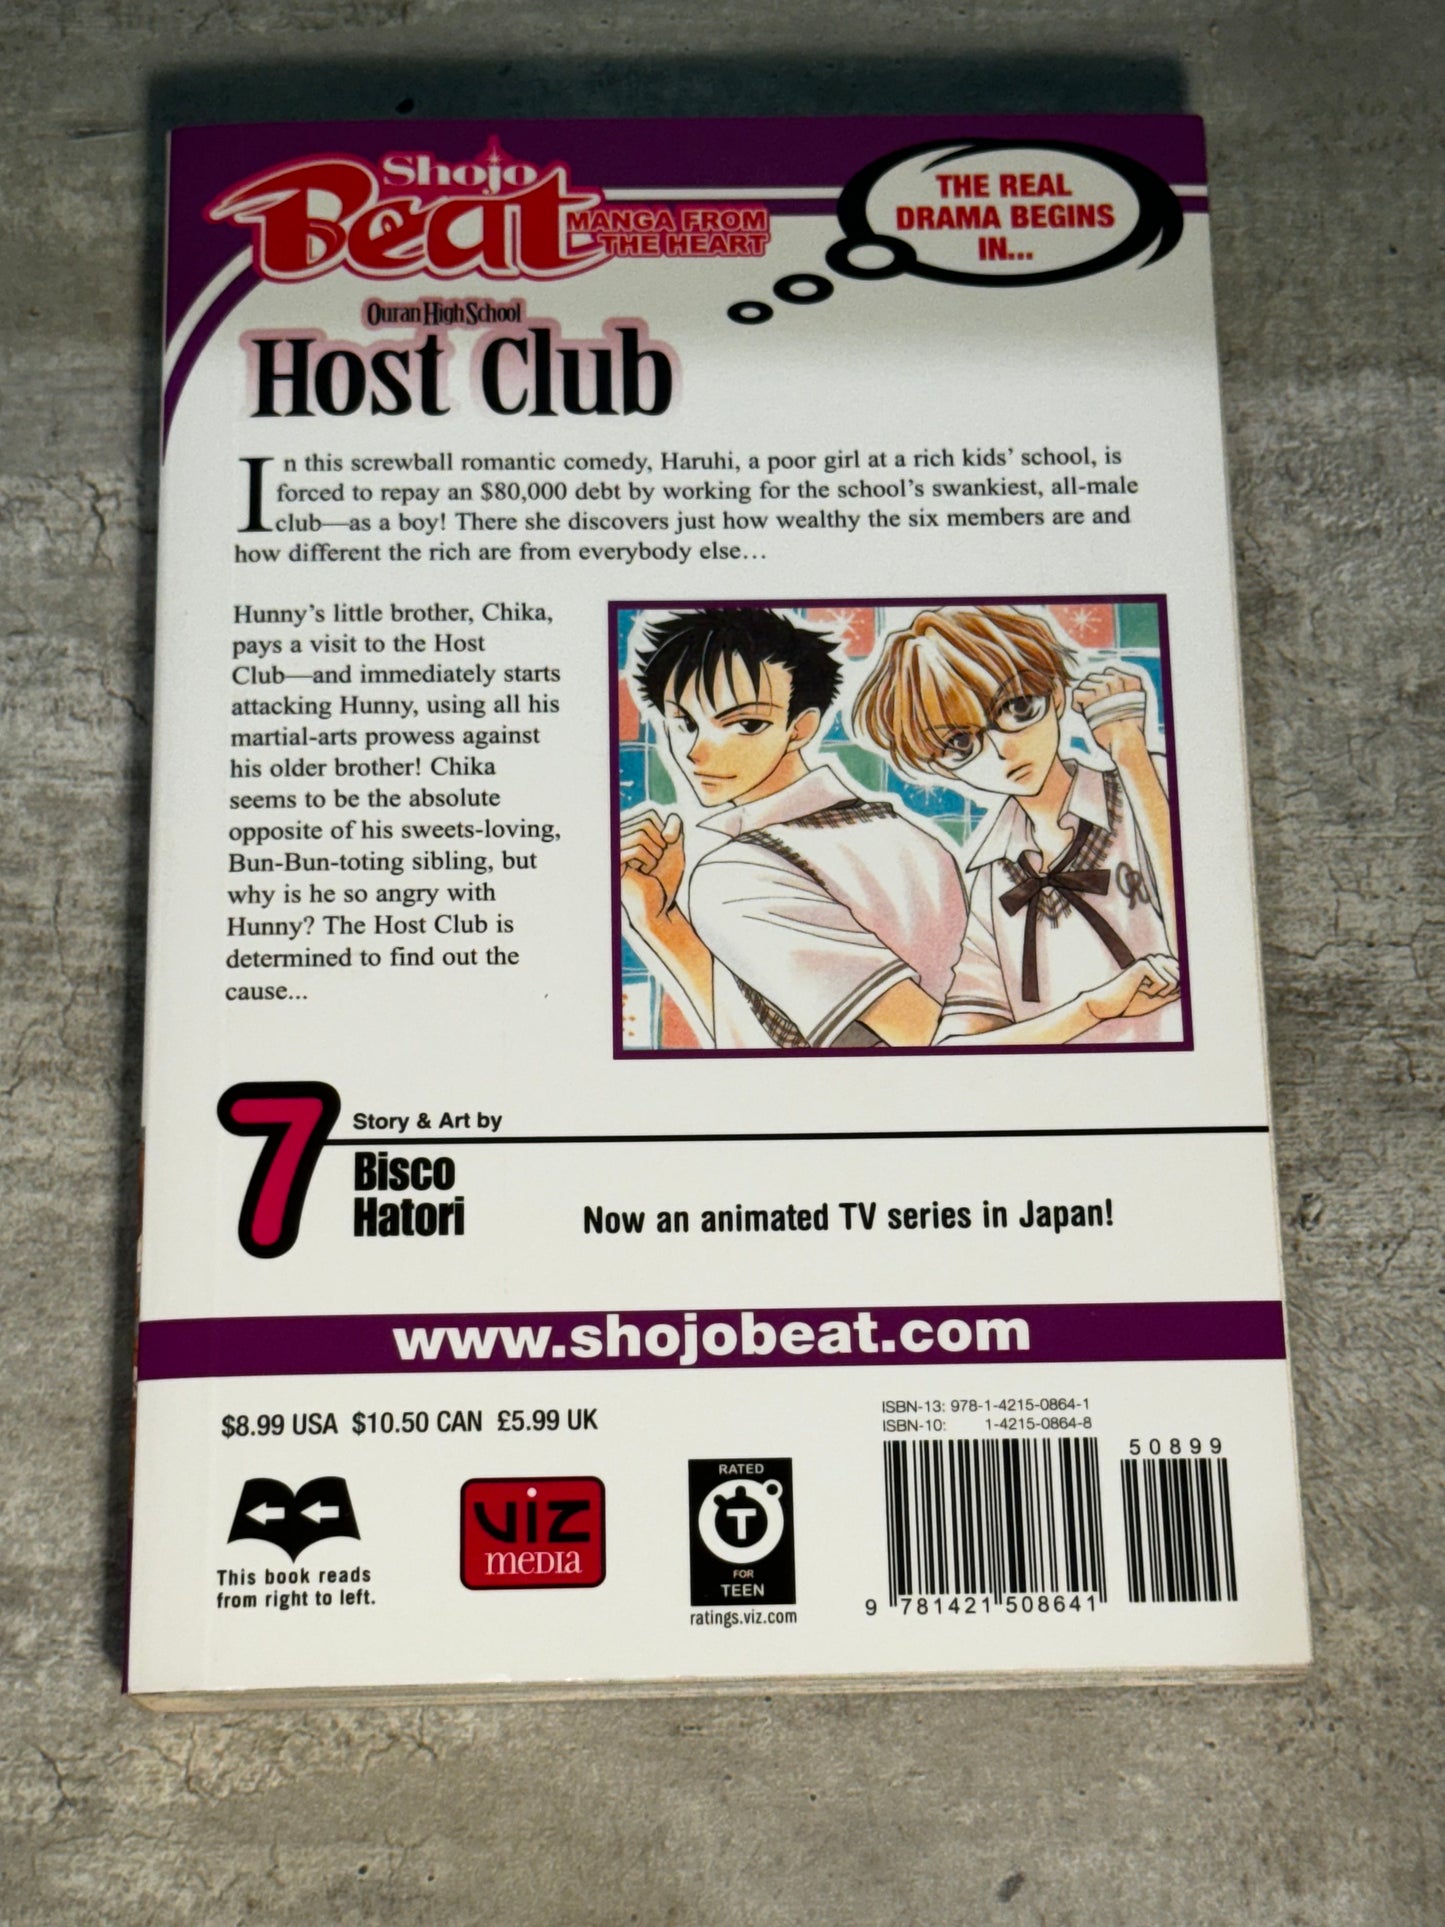 Shojo
Beat
MANGA FROM
THE HEART
THE REAL
DRAMA BEGINS
IN...
Ouran High School
Host Club
In this screwball romantic comedy, Haruhi, a poor girl at a rich kids’ school, is
forced to repay an $80,000 debt by working for the school’s swankiest, all-male
club—as a boy! There she discovers just how wealthy the six members are and
how different the rich are from everybody else…
Hunny’s little brother, Chika,
pays a visit to the Host
Club—and immediately starts
attacking Hunny, using all his
martial-arts prowess against
his older brother! Chika
seems to be the absolute
opposite of his sweets-loving,
Bun-Bun-toting sibling, but
why is he so angry with
Hunny? The Host Club is
determined to find out the
cause...
7
Story & Art by
Bisco
Hatori
Now an animated TV series in Japan!
www.shojobeat.com
$8.99 USA $10.50 CAN £5.99 UK
ISBN-13: 978-1-4215-0864-1
ISBN-10: 1-4215-0864-8
50899
This book reads
from right to left.
VIZ
MEDIA
RATED
T
FOR
TEEN
ratings.viz.com
9 781421 508641